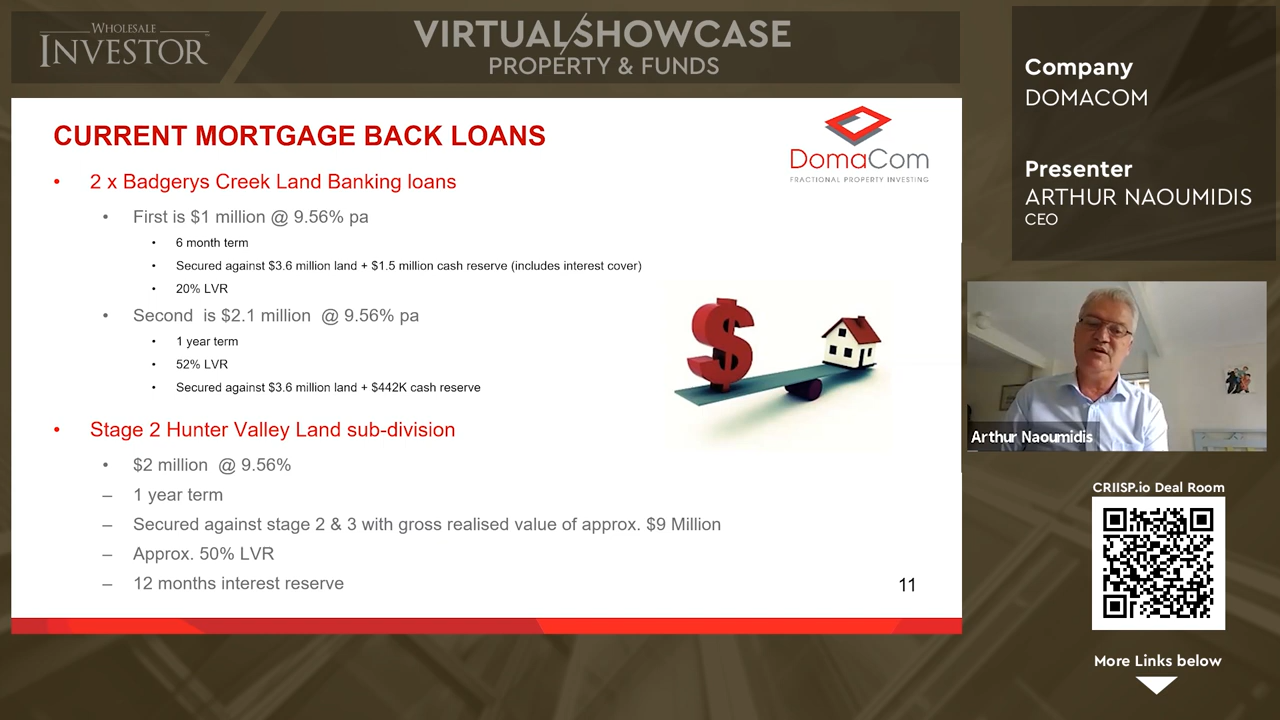 WHOLESALE
INVESTOR
VIRTUAL/SHOWCASE
PROPERTY & FUNDS
Company
DOMACOM
Presenter
ARTHUR NAOUMIDIS
CEO
CURRENT MORTGAGE BACK LOANS
DomaCom
FRACTIONAL PROPERTY INVESTING
• 2 x Badgerys Creek Land Banking loans
• First is $1 million @ 9.56% pa
• 6 month term
• Secured against $3.6 million land + $1.5 million cash reserve (includes interest cover)
• 20% LVR
• Second is $2.1 million @ 9.56% pa
• 1 year term
• 52% LVR
• Secured against $3.6 million land + $442K cash reserve
• Stage 2 Hunter Valley Land sub-division
• $2 million @ 9.56%
– 1 year term
– Secured against stage 2 & 3 with gross realised value of approx. $9 Million
– Approx. 50% LVR
– 12 months interest reserve
11
Arthur Naoumidis
CRIISP.io Deal Room
More Links below